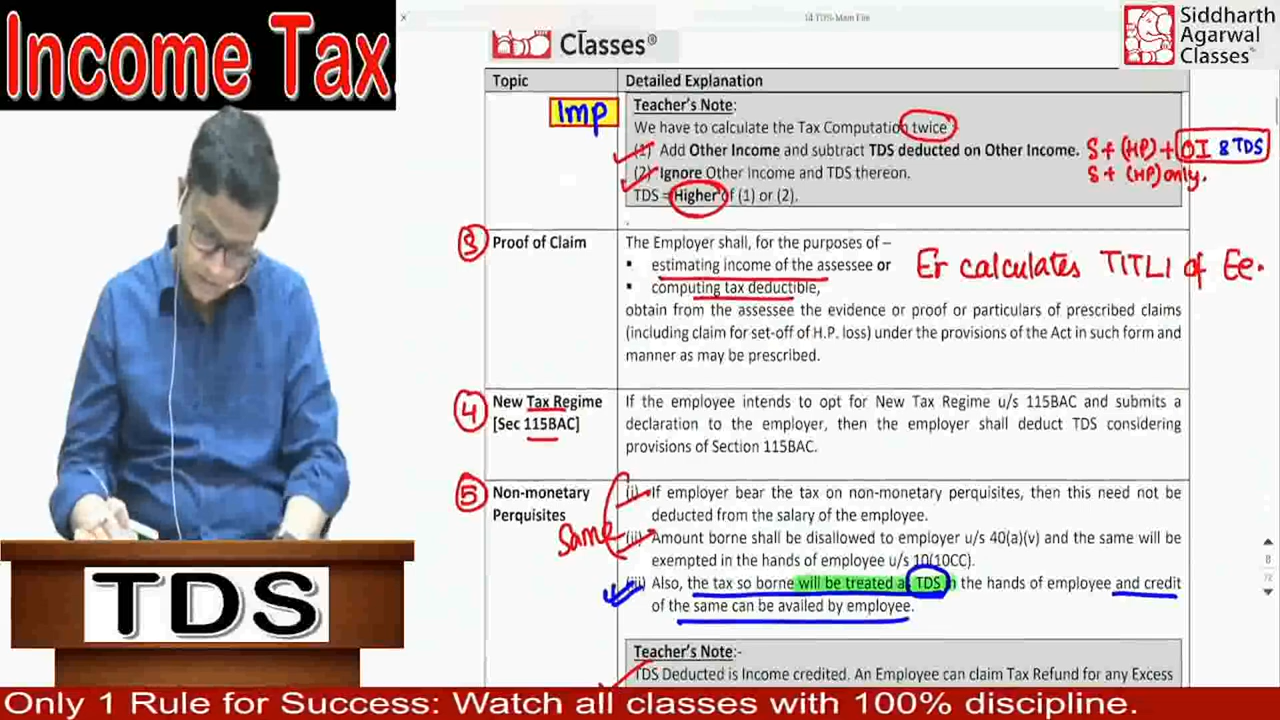 Income Tax
14 TDS- Main File
Siddharth
Agarwal
Classes
Classes®
Topic
Detailed Explanation
Imp
Teacher's Note:
We have to calculate the Tax Computation twice
(1) Add Other Income and subtract TDS deducted on Other Income. S + (HP) + OI & TDS
(2) Ignore Other Income and TDS thereon. S + (HP) only.
TDS = Higher of (1) or (2).
3 Proof of Claim
The Employer shall, for the purposes of –
▪ estimating income of the assessee or
▪ computing tax deductible,
Er calculates TITLI of Ee.
obtain from the assessee the evidence or proof or particulars of prescribed claims
(including claim for set-off of H.P. loss) under the provisions of the Act in such form and
manner as may be prescribed.
4 New Tax Regime
[Sec 115BAC]
If the employee intends to opt for New Tax Regime u/s 115BAC and submits a
declaration to the employer, then the employer shall deduct TDS considering
provisions of Section 115BAC.
5 Non-monetary
Perquisites
Same
(i) If employer bear the tax on non-monetary perquisites, then this need not be
deducted from the salary of the employee.
(ii) Amount borne shall be disallowed to employer u/s 40(a)(v) and the same will be
exempted in the hands of employee u/s 10(10CC).
(iii) Also, the tax so borne will be treated as TDS in the hands of employee and credit
of the same can be availed by employee.
Teacher's Note:-
TDS Deducted is Income credited. An Employee can claim Tax Refund for any Excess
8
TDS
Only 1 Rule for Success: Watch all classes with 100% discipline.